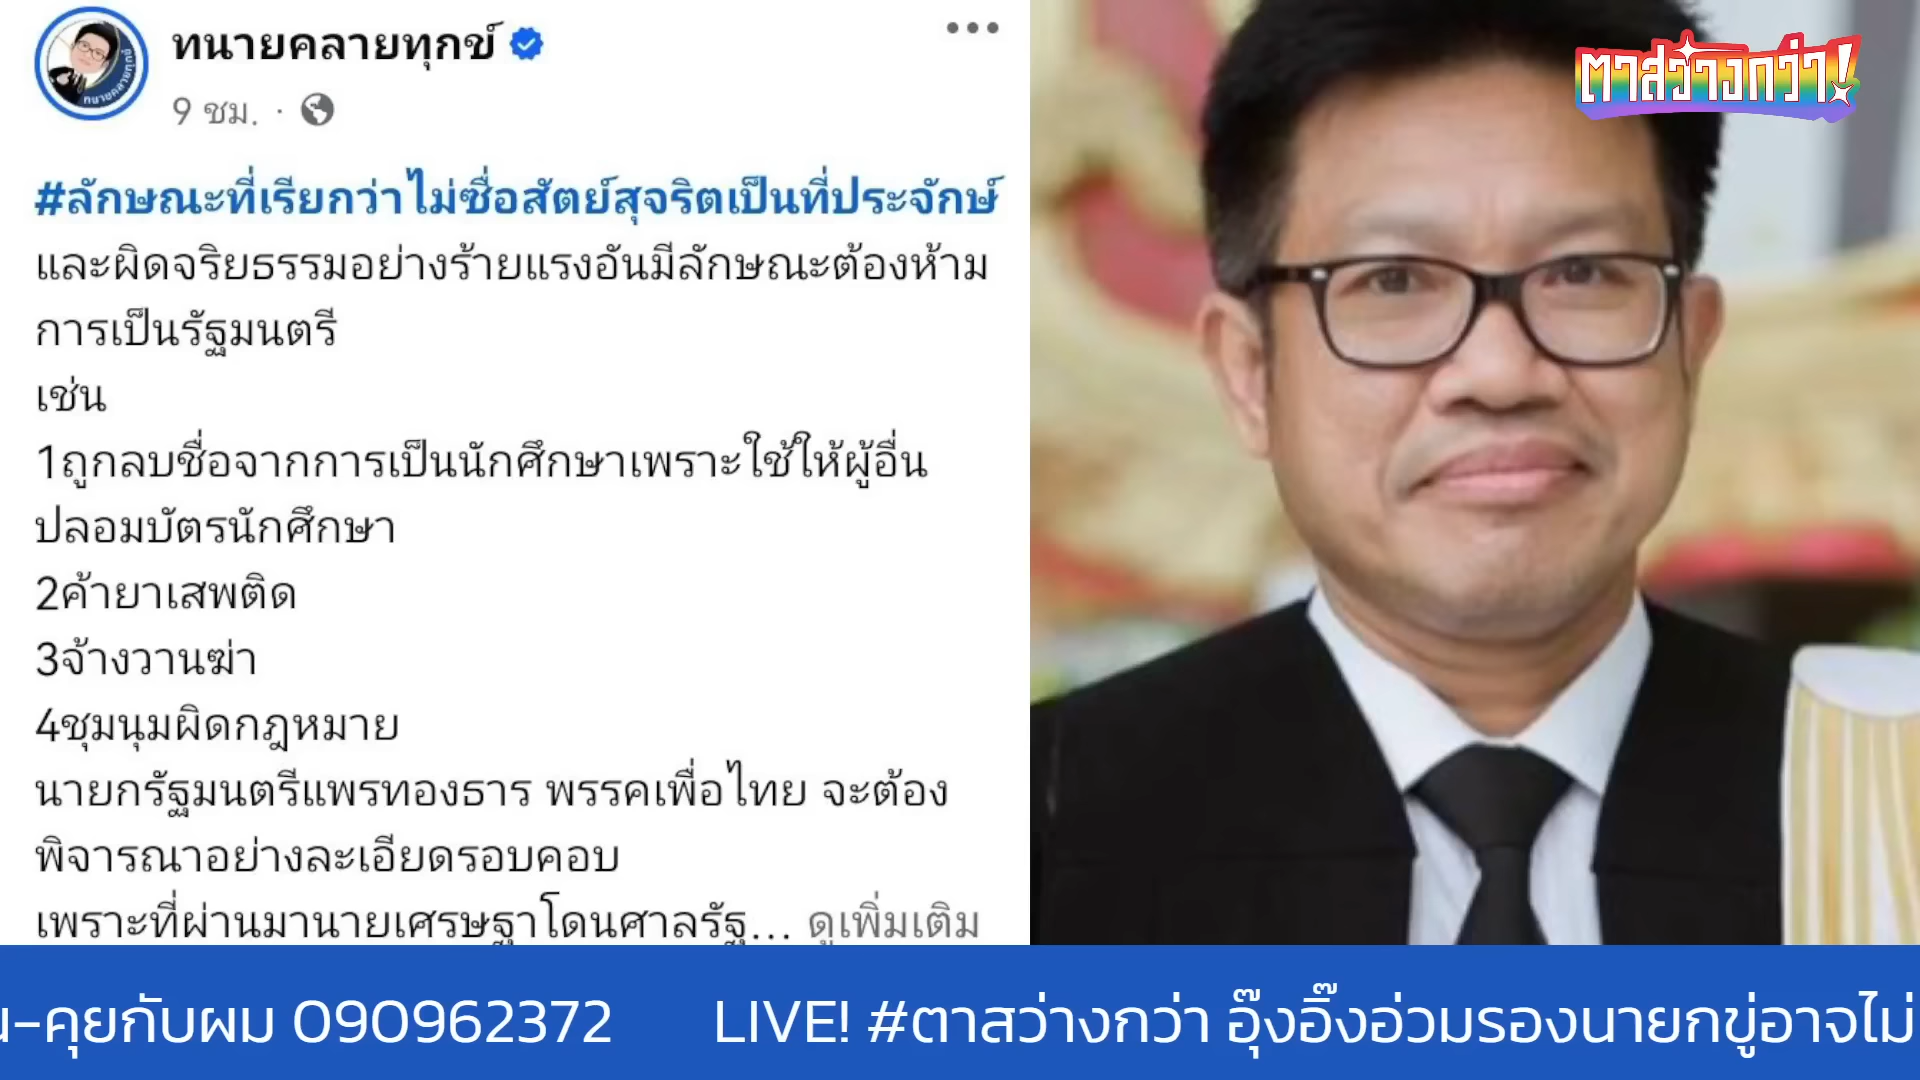 ทนายคลายทุกข์
9 ชม.
#ลักษณะที่เรียกว่าไม่ซื่อสัตย์สุจริตเป็นที่ประจักษ์
และผิดจริยธรรมอย่างร้ายแรงอันมีลักษณะต้องห้าม
การเป็นรัฐมนตรี
เช่น
1ถูกลบชื่อจากการเป็นนักศึกษาเพราะใช้ให้ผู้อื่น
ปลอมบัตรนักศึกษา
2ค้ายาเสพติด
3จ้างวานฆ่า
4ชุมนุมผิดกฎหมาย
นายกรัฐมนตรีแพรทองธาร พรรคเพื่อไทย จะต้อง
พิจารณาอย่างละเอียดรอบคอบ
เพราะที่ผ่านมานายเศรษฐาโดนศาลรัฐ... ดูเพิ่มเติม
ทนายคลายทุกข์
ตาสว่างกว่า!
น-คุยกับผม 090962372 LIVE! #ตาสว่างกว่า อุ๊งอิ๊งอ่วมรองนายกขู่อาจไม่